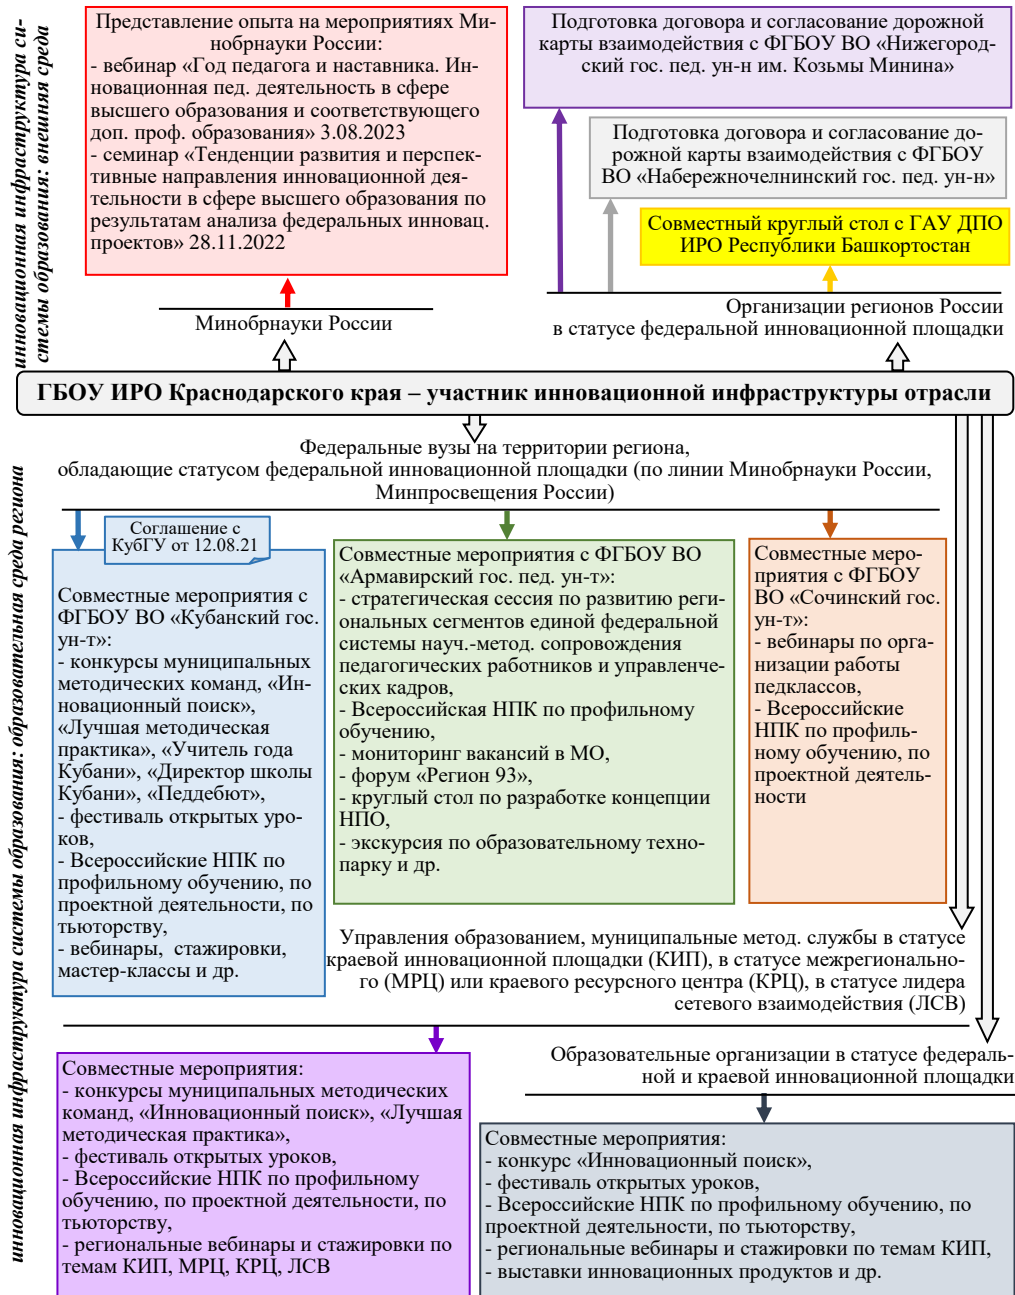 инновационная инфраструктура си-
стемы образования: внешняя среда
Представление опыта на мероприятиях Ми-
нобрнауки России:
- вебинар «Год педагога и наставника. Ин-
новационная пед. деятельность в сфере
высшего образования и соответствующего
доп. проф. образования» 3.08.2023
- семинар «Тенденции развития и перспек-
тивные направления инновационной дея-
тельности в сфере высшего образования по
результатам анализа федеральных инновац.
проектов» 28.11.2022
Подготовка договора и согласование дорожной
карты взаимодействия с ФГБОУ ВО «Нижегород-
ский гос. пед. ун-н им. Козьмы Минина»
Подготовка договора и согласование до-
рожной карты взаимодействия с ФГБОУ
ВО «Набережночелнинский гос. пед. ун-н»
Совместный круглый стол с ГАУ ДПО
ИРО Республики Башкортостан
Минобрнауки России
Организации регионов России
в статусе федеральной инновационной площадки
ГБОУ ИРО Краснодарского края – участник инновационной инфраструктуры отрасли
инновационная инфраструктура системы образования: образовательная среда региона
Федеральные вузы на территории региона,
обладающие статусом федеральной инновационной площадки (по линии Минобрнауки России,
Минпросвещения России)
Соглашение с
КубГУ от 12.08.21
Совместные мероприятия с
ФГБОУ ВО «Кубанский гос.
ун-т»:
- конкурсы муниципальных
методических команд, «Ин-
новационный поиск»,
«Лучшая методическая
практика», «Учитель года
Кубани», «Директор школы
Кубани», «Педдебют»,
- фестиваль открытых уро-
ков,
- Всероссийские НПК по
профильному обучению, по
проектной деятельности, по
тьюторству,
- вебинары, стажировки,
мастер-классы и др.
Совместные мероприятия с ФГБОУ ВО
«Армавирский гос. пед. ун-т»:
- стратегическая сессия по развитию реги-
ональных сегментов единой федеральной
системы науч.-метод. сопровождения
педагогических работников и управленче-
ских кадров,
- Всероссийская НПК по профильному
обучению,
- мониторинг вакансий в МО,
- форум «Регион 93»,
- круглый стол по разработке концепции
НПО,
- экскурсия по образовательному техно-
парку и др.
Совместные меро-
приятия с ФГБОУ
ВО «Сочинский гос.
ун-т»:
- вебинары по орга-
низации работы
педклассов,
- Всероссийские
НПК по профиль-
ному обучению, по
проектной деятель-
ности
Управления образованием, муниципальные метод. службы в статусе
краевой инновационной площадки (КИП), в статусе межрегионально-
го (МРЦ) или краевого ресурсного центра (КРЦ), в статусе лидера
сетевого взаимодействия (ЛСВ)
Совместные мероприятия:
- конкурсы муниципальных методических
команд, «Инновационный поиск», «Лучшая
методическая практика»,
- фестиваль открытых уроков,
- Всероссийские НПК по профильному
обучению, по проектной деятельности, по
тьюторству,
- региональные вебинары и стажировки по
темам КИП, МРЦ, КРЦ, ЛСВ
Образовательные организации в статусе федераль-
ной и краевой инновационной площадки
Совместные мероприятия:
- конкурс «Инновационный поиск»,
- фестиваль открытых уроков,
- Всероссийские НПК по профильному обучению, по
проектной деятельности, по тьюторству,
- региональные вебинары и стажировки по темам КИП,
- выставки инновационных продуктов и др.